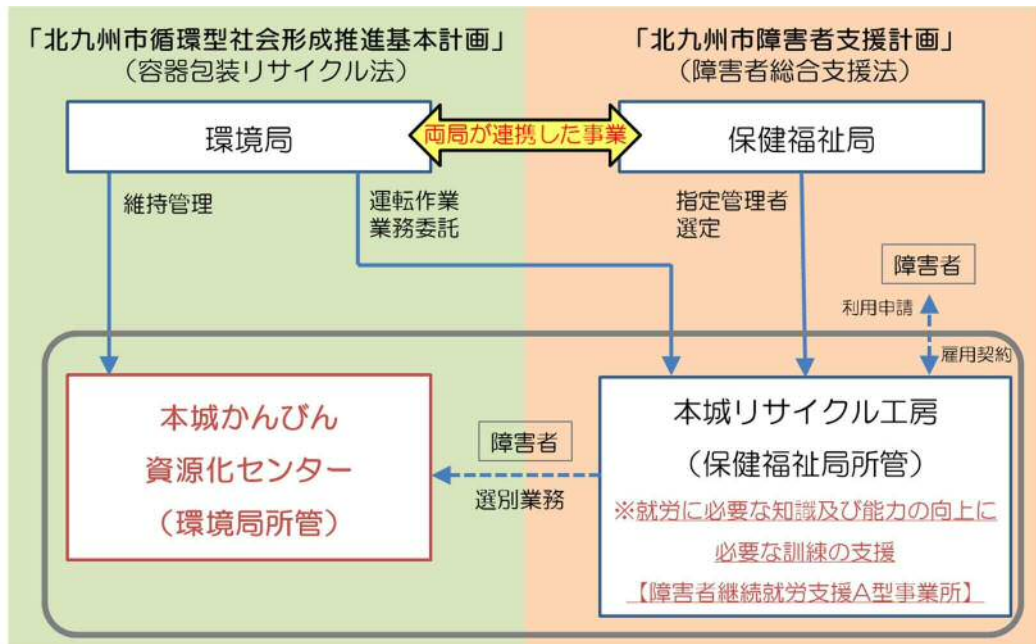 「北九州市循環型社会形成推進基本計画」
（容器包装リサイクル法）
「北九州市障害者支援計画」
（障害者総合支援法）
環境局
両局が連携した事業
保健福祉局
維持管理
運転作業
業務委託
指定管理者
選定
障害者
利用申請
雇用契約
本城かんびん
資源化センター
（環境局所管）
障害者
選別業務
本城リサイクル工房
（保健福祉局所管）
※就労に必要な知識及び能力の向上に
必要な訓練の支援
【障害者継続就労支援A型事業所】